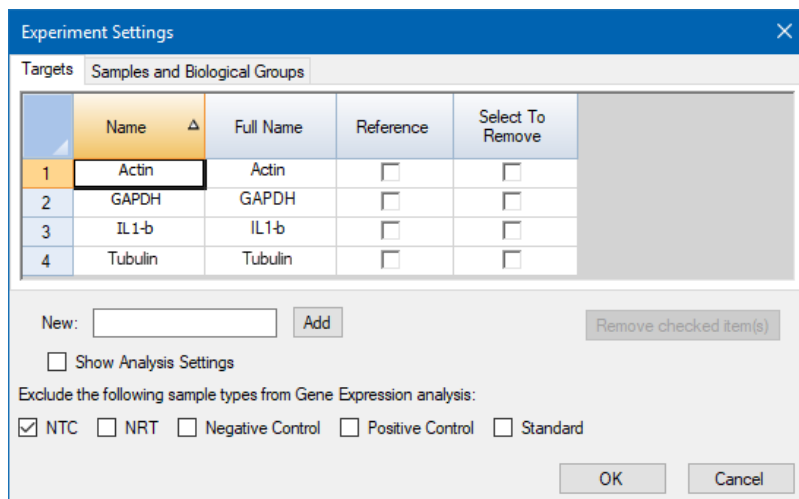 Experiment Settings
Targets Samples and Biological Groups
Name Full Name Reference Select To Remove
1 Actin Actin
2 GAPDH GAPDH
3 IL1-b IL1-b
4 Tubulin Tubulin
New: Add Remove checked item(s)
Show Analysis Settings
Exclude the following sample types from Gene Expression analysis:
NTC NRT Negative Control Positive Control Standard
OK Cancel